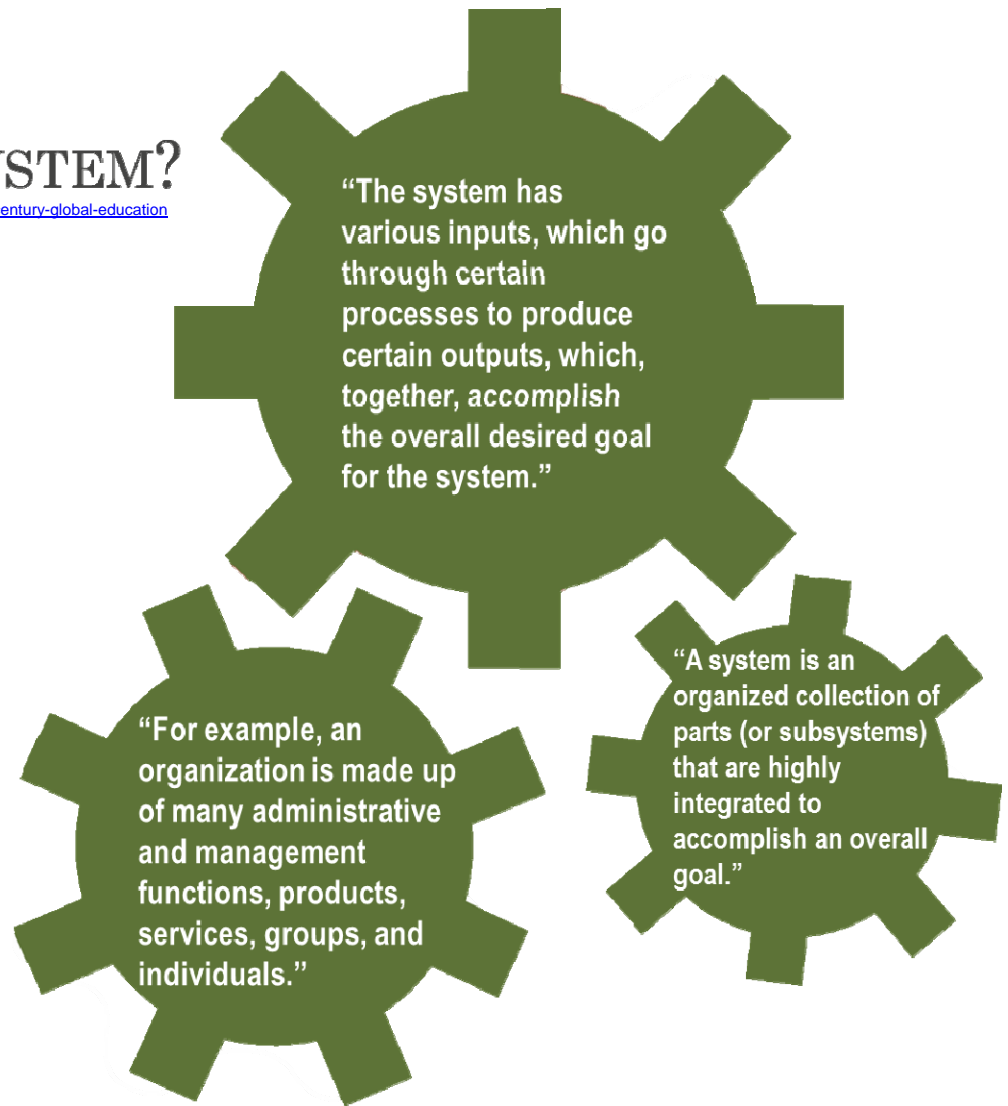 YSTEM?
entury-global-education
“The system has
various inputs, which go
through certain
processes to produce
certain outputs, which,
together, accomplish
the overall desired goal
for the system.”
“A system is an
organized collection of
parts (or subsystems)
that are highly
integrated to
accomplish an overall
goal.”
“For example, an
organization is made up
of many administrative
and management
functions, products,
services, groups, and
individuals.”